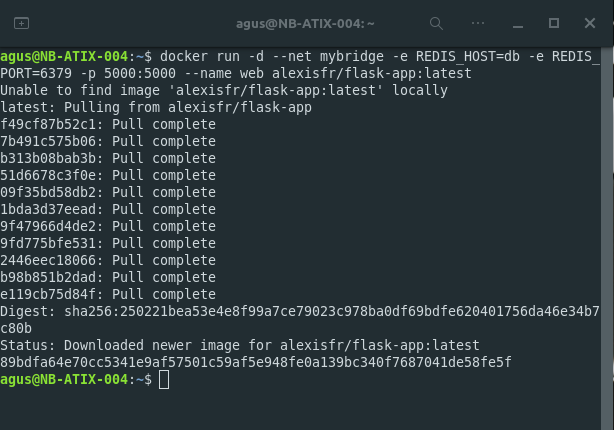 agus@NB-ATIX-004: ~
agus@NB-ATIX-004:~$ docker run -d --net mybridge -e REDIS_HOST=db -e REDIS_
PORT=6379 -p 5000:5000 --name web alexisfr/flask-app:latest
Unable to find image 'alexisfr/flask-app:latest' locally
latest: Pulling from alexisfr/flask-app
f49cf87b52c1: Pull complete
7b491c575b06: Pull complete
b313b08bab3b: Pull complete
51d6678c3f0e: Pull complete
09f35bd58db2: Pull complete
1bda3d37eead: Pull complete
9f47966d4de2: Pull complete
9fd775bfe531: Pull complete
2446eec18066: Pull complete
b98b851b2dad: Pull complete
e119cb75d84f: Pull complete
Digest: sha256:250221bea53e4e8f99a7ce79023c978ba0df69bdfe620401756da46e34b7
c80b
Status: Downloaded newer image for alexisfr/flask-app:latest
89bdfa64e70cc5341e9af57501c59af5e948fe0a139bc340f7687041de58fe5f
agus@NB-ATIX-004:~$